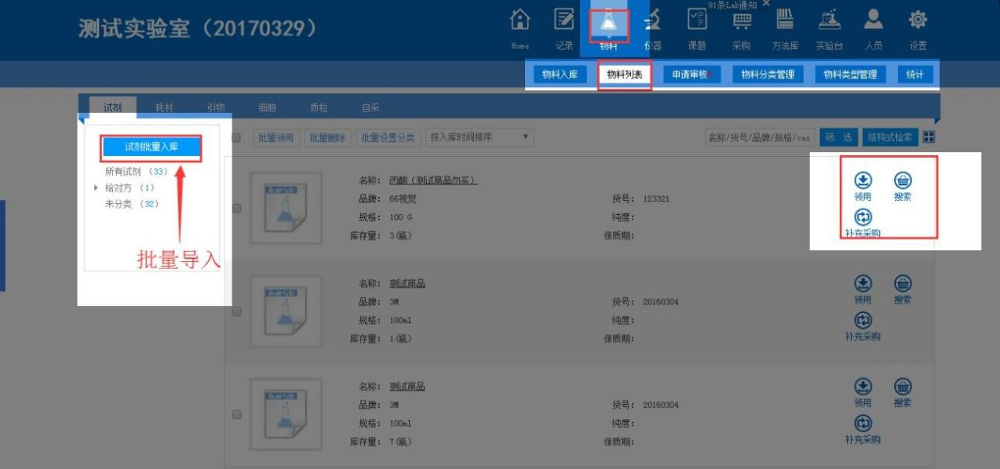 91条Lab通知 ✕
测试实验室（20170329）
Home 记录 物料 仪器 课题 采购 方法库 实验台 人员 设置
物料入库 物料列表 申请审核 物料分类管理 物料类型管理 统计
试剂 耗材 引物 细胞 质粒 自采
试剂批量入库
所有试剂 （33）
给对方 （1）
未分类 （32）
批量导入
批量领用 批量删除 批量设置分类 按入库时间排序 名称/货号/品牌/规格/cas 筛 选 结构式检索
名称： 丙酮（测试商品勿买）
品牌： 66视觉 货号： 123321
规格： 100 G 纯度：
库存量： 3(瓶) 保质期：
领用 搜索
补充采购
名称： 测试商品
品牌： 3M 货号： 20160304
规格： 100ml 纯度：
库存量： 1(瓶) 保质期：
领用 搜索
补充采购
名称： 测试商品
品牌： 3M 货号： 20160304
规格： 100ml 纯度：
库存量： 7(瓶) 保质期：
领用 搜索
补充采购